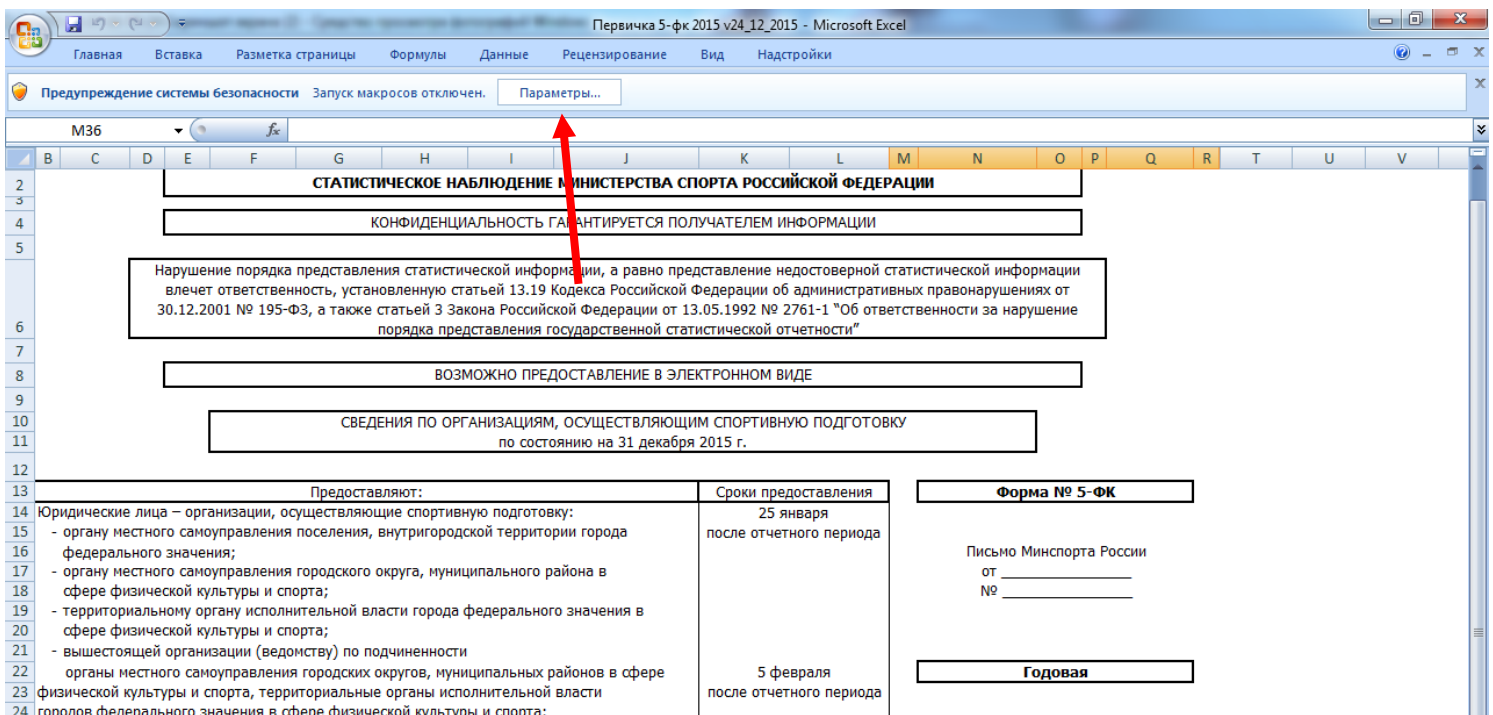 Первичка 5-фк 2015 v24_12_2015 - Microsoft Excel
Главная Вставка Разметка страницы Формулы Данные Рецензирование Вид Надстройки
Предупреждение системы безопасности Запуск макросов отключен. Параметры...
M36 fx
B C D E F G H I J K L M N O P Q R T U V
2 СТАТИСТИЧЕСКОЕ НАБЛЮДЕНИЕ МИНИСТЕРСТВА СПОРТА РОССИЙСКОЙ ФЕДЕРАЦИИ
3
4 КОНФИДЕНЦИАЛЬНОСТЬ ГАРАНТИРУЕТСЯ ПОЛУЧАТЕЛЕМ ИНФОРМАЦИИ
5
Нарушение порядка представления статистической информации, а равно представление недостоверной статистической информации
влечет ответственность, установленную статьей 13.19 Кодекса Российской Федерации об административных правонарушениях от
30.12.2001 № 195-ФЗ, а также статьей 3 Закона Российской Федерации от 13.05.1992 № 2761-1 “Об ответственности за нарушение
6 порядка представления государственной статистической отчетности”
7
8 ВОЗМОЖНО ПРЕДОСТАВЛЕНИЕ В ЭЛЕКТРОННОМ ВИДЕ
9
10 СВЕДЕНИЯ ПО ОРГАНИЗАЦИЯМ, ОСУЩЕСТВЛЯЮЩИМ СПОРТИВНУЮ ПОДГОТОВКУ
11 по состоянию на 31 декабря 2015 г.
12
13 Предоставляют: Сроки предоставления Форма № 5-ФК
14 Юридические лица – организации, осуществляющие спортивную подготовку: 25 января
15 - органу местного самоуправления поселения, внутригородской территории города после отчетного периода
16 федерального значения; Письмо Минспорта России
17 - органу местного самоуправления городского округа, муниципального района в от ___________________
18 сфере физической культуры и спорта; № ___________________
19 - территориальному органу исполнительной власти города федерального значения в
20 сфере физической культуры и спорта;
21 - вышестоящей организации (ведомству) по подчиненности
22 органы местного самоуправления городских округов, муниципальных районов в сфере 5 февраля Годовая
23 физической культуры и спорта, территориальные органы исполнительной власти после отчетного периода
24 городов федерального значения в сфере физической культуры и спорта;